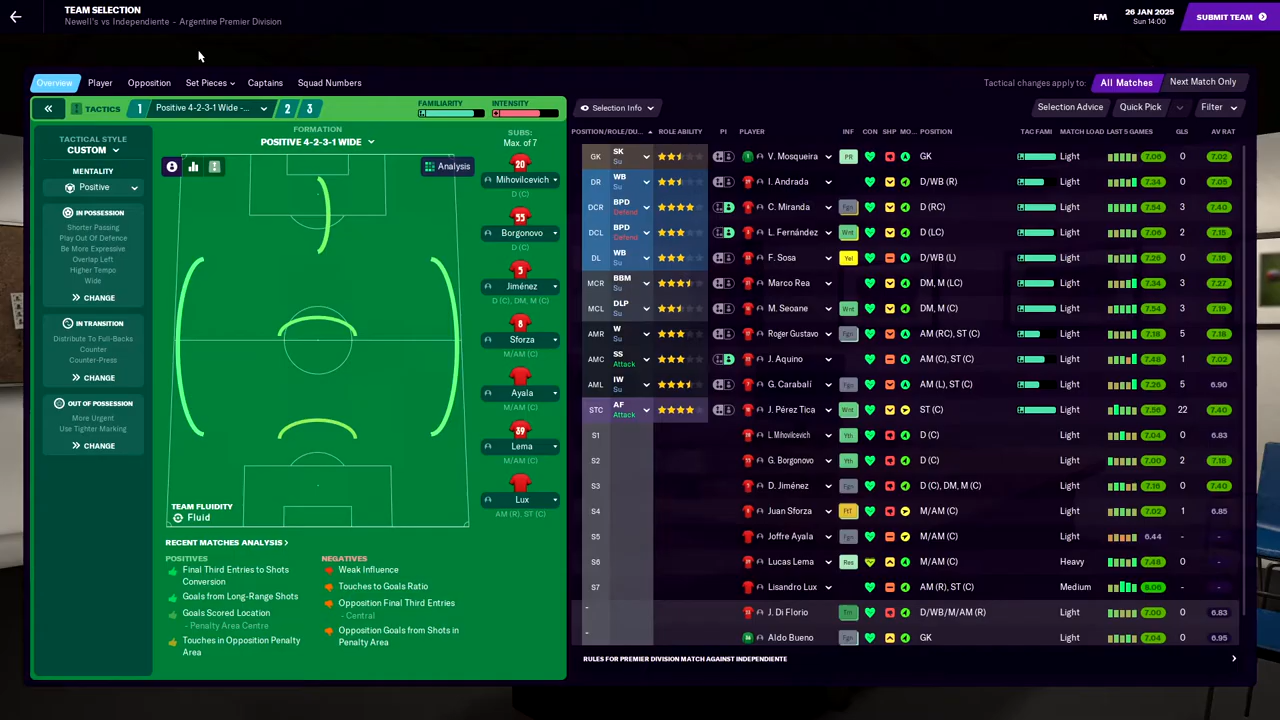 TEAM SELECTION
Newell's vs Independiente - Argentine Premier Division
FM
26 JAN 2025
Sun 14:00
SUBMIT TEAM
Overview
Player
Opposition
Set Pieces
Captains
Squad Numbers
Tactical changes apply to:
All Matches
Next Match Only
TACTICS
1
Positive 4-2-3-1 Wide -...
2
3
FAMILIARITY
INTENSITY
Selection Info
Selection Advice
Quick Pick
Filter
TACTICAL STYLE
CUSTOM
MENTALITY
Positive
IN POSSESSION
Shorter Passing
Play Out Of Defence
Be More Expressive
Overlap Left
Higher Tempo
Wide
CHANGE
IN TRANSITION
Distribute To Full-Backs
Counter
Counter-Press
CHANGE
OUT OF POSSESSION
More Urgent
Use Tighter Marking
CHANGE
FORMATION
POSITIVE 4-2-3-1 WIDE
Analysis
TEAM FLUIDITY
Fluid
SUBS:
Max. of 7
20
Mihovilcevich
D (C)
55
Borgonovo
D (C)
5
Jiménez
D (C), DM, M (C)
8
Sforza
M/AM (C)
Ayala
M/AM (C)
39
Lema
M/AM (C)
Lux
AM (R), ST (C)
RECENT MATCHES ANALYSIS
POSITIVES
Final Third Entries to Shots
Conversion
Goals from Long-Range Shots
Goals Scored Location
- Penalty Area Centre
Touches in Opposition Penalty
Area
NEGATIVES
Weak Influence
Touches to Goals Ratio
Opposition Final Third Entries
- Central
Opposition Goals from Shots in
Penalty Area
POSITION/ROLE/DU... RO LE ABILITY PI PLAYER INF CON SHP MO... POSITION TAC FAMI MATCH LOAD LAST 5 GAMES GLS AV RAT
GK SK Su V. Mosqueira PR GK Light 7.06 0 7.02
DR WB Su I. Andrada D/WB (R) Light 7.34 0 7.05
DCR BPD Defend C. Miranda Fgn D (RC) Light 7.54 3 7.40
DCL BPD Defend L. Fernández Wnt D (LC) Light 7.06 2 7.15
DL WB Su F. Sosa Yel D/WB (L) Light 7.26 0 7.16
MCR BBM Su Marco Rea DM, M (LC) Light 7.34 3 7.27
MCL DLP Su M. Seoane Wnt DM, M (C) Light 7.54 3 7.19
AMR W Su Roger Gustavo Fgn AM (RC), ST (C) Light 7.18 5 7.18
AMC SS Attack J. Aquino AM (C), ST (C) Light 7.48 1 7.02
AML IW Su G. Carabalí Fgn AM (L), ST (C) Light 7.26 5 6.90
STC AF Attack J. Pérez Tica Wnt ST (C) Light 7.56 22 7.40
S1 L Mihovilcevich Yth D (C) Light 7.04 0 6.83
S2 G. Borgonovo Yth D (C) Light 7.00 2 7.18
S3 D. Jiménez Fgn D (C), DM, M (C) Light 7.16 0 7.40
S4 Juan Sforza PtT M/AM (C) Light 7.02 1 6.85
S5 Joffre Ayala Fgn M/AM (C) Light 6.44 - -
S6 Lucas Lema Res M/AM (C) Heavy 7.48 0 -
S7 Lisandro Lux AM (R), ST (C) Medium 8.06 - -
- J. Di Florio Trn D/WB/M/AM (R) Light 7.00 0 6.83
- Aldo Bueno Fgn GK Light 7.04 0 6.95
RULES FOR PREMIER DIVISION MATCH AGAINST INDEPENDIENTE